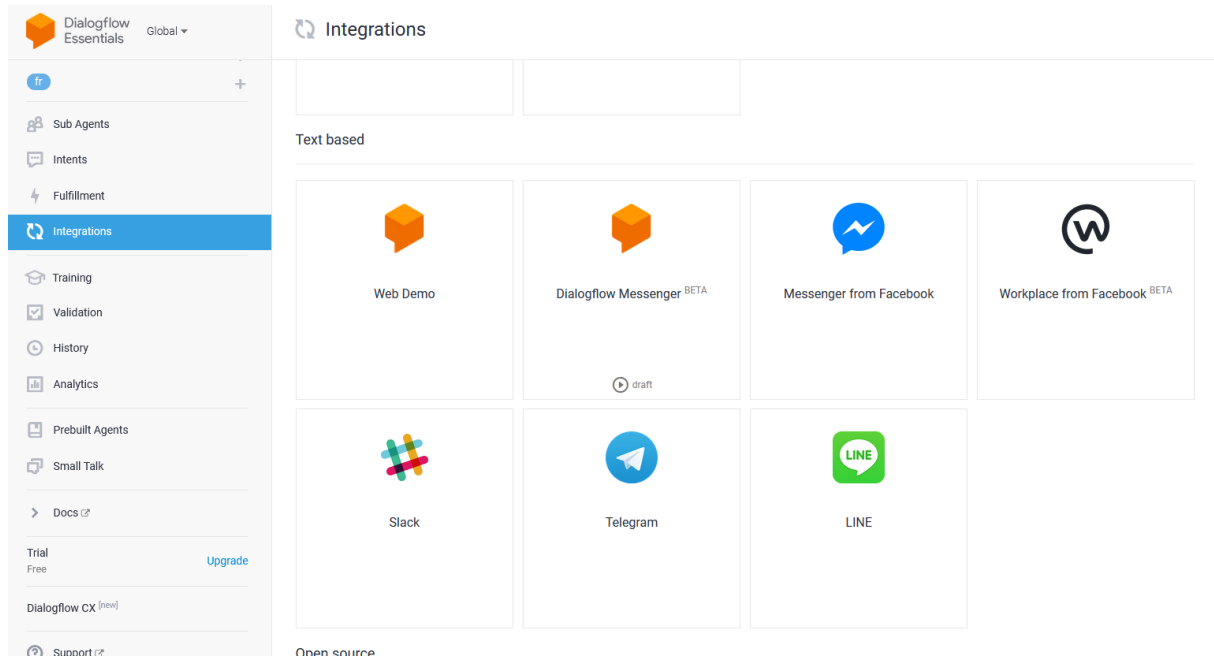 Dialogflow
Essentials
Global
Integrations
fr
Sub Agents
Intents
Fulfillment
Integrations
Training
Validation
History
Analytics
Prebuilt Agents
Small Talk
Docs
Trial
Free
Upgrade
Dialogflow CX [new]
Support
Text based
Web Demo
Dialogflow Messenger BETA
draft
Messenger from Facebook
Workplace from Facebook BETA
Slack
Telegram
LINE
LINE
Open source